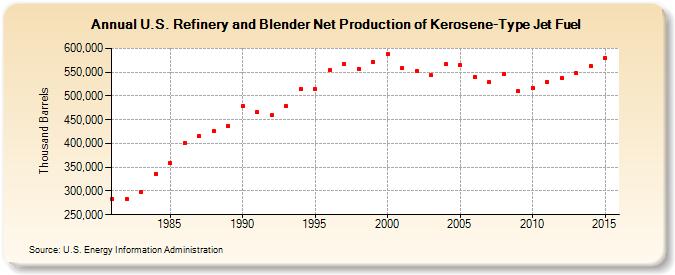 Annual U.S. Refinery and Blender Net Production of Kerosene-Type Jet Fuel
Thousand Barrels
600,000
550,000
500,000
450,000
400,000
350,000
300,000
250,000
1985 1990 1995 2000 2005 2010 2015
Source: U.S. Energy Information Administration